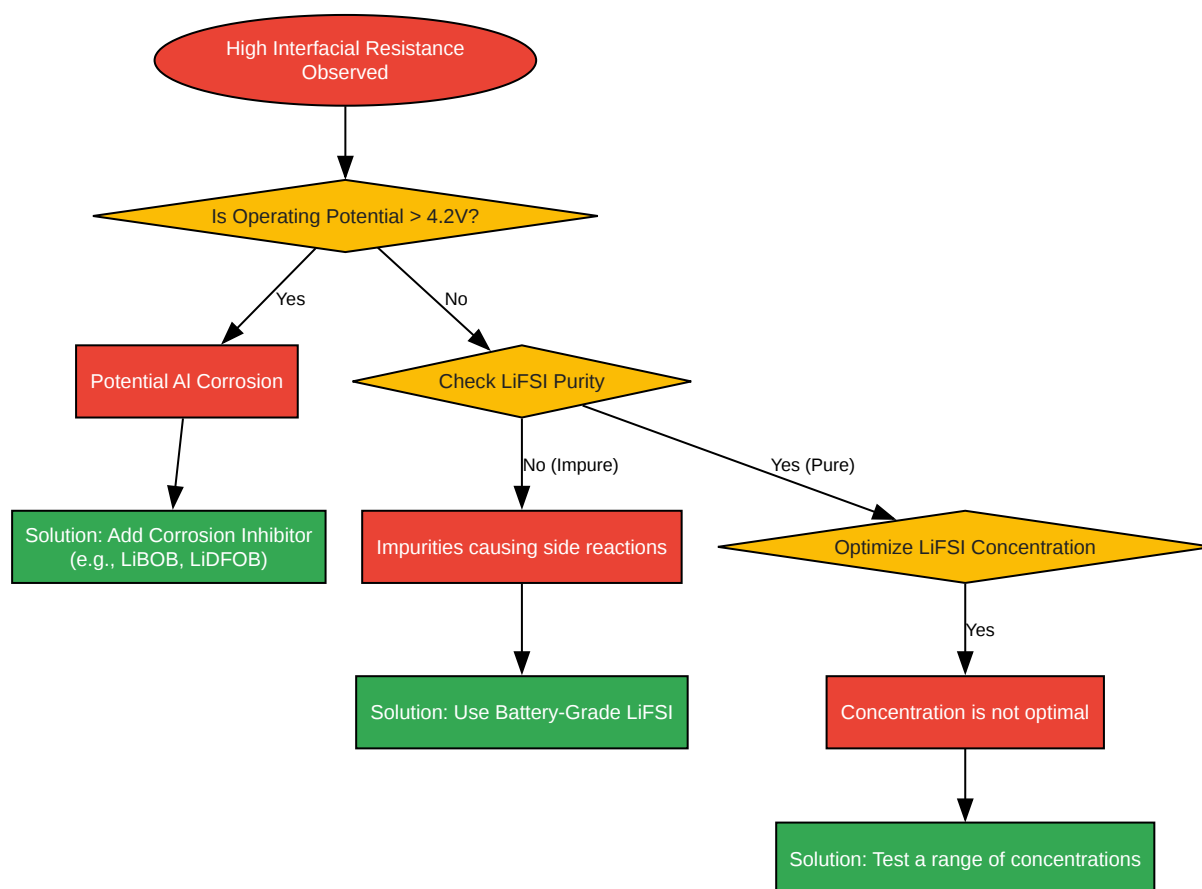 High Interfacial Resistance
Observed
Is Operating Potential > 4.2V?
Yes
No
Potential Al Corrosion
Check LiFSI Purity
No (Impure)
Yes (Pure)
Solution: Add Corrosion Inhibitor
(e.g., LiBOB, LiDFOB)
Impurities causing side reactions
Optimize LiFSI Concentration
Yes
Solution: Use Battery-Grade LiFSI
Concentration is not optimal
Solution: Test a range of concentrations